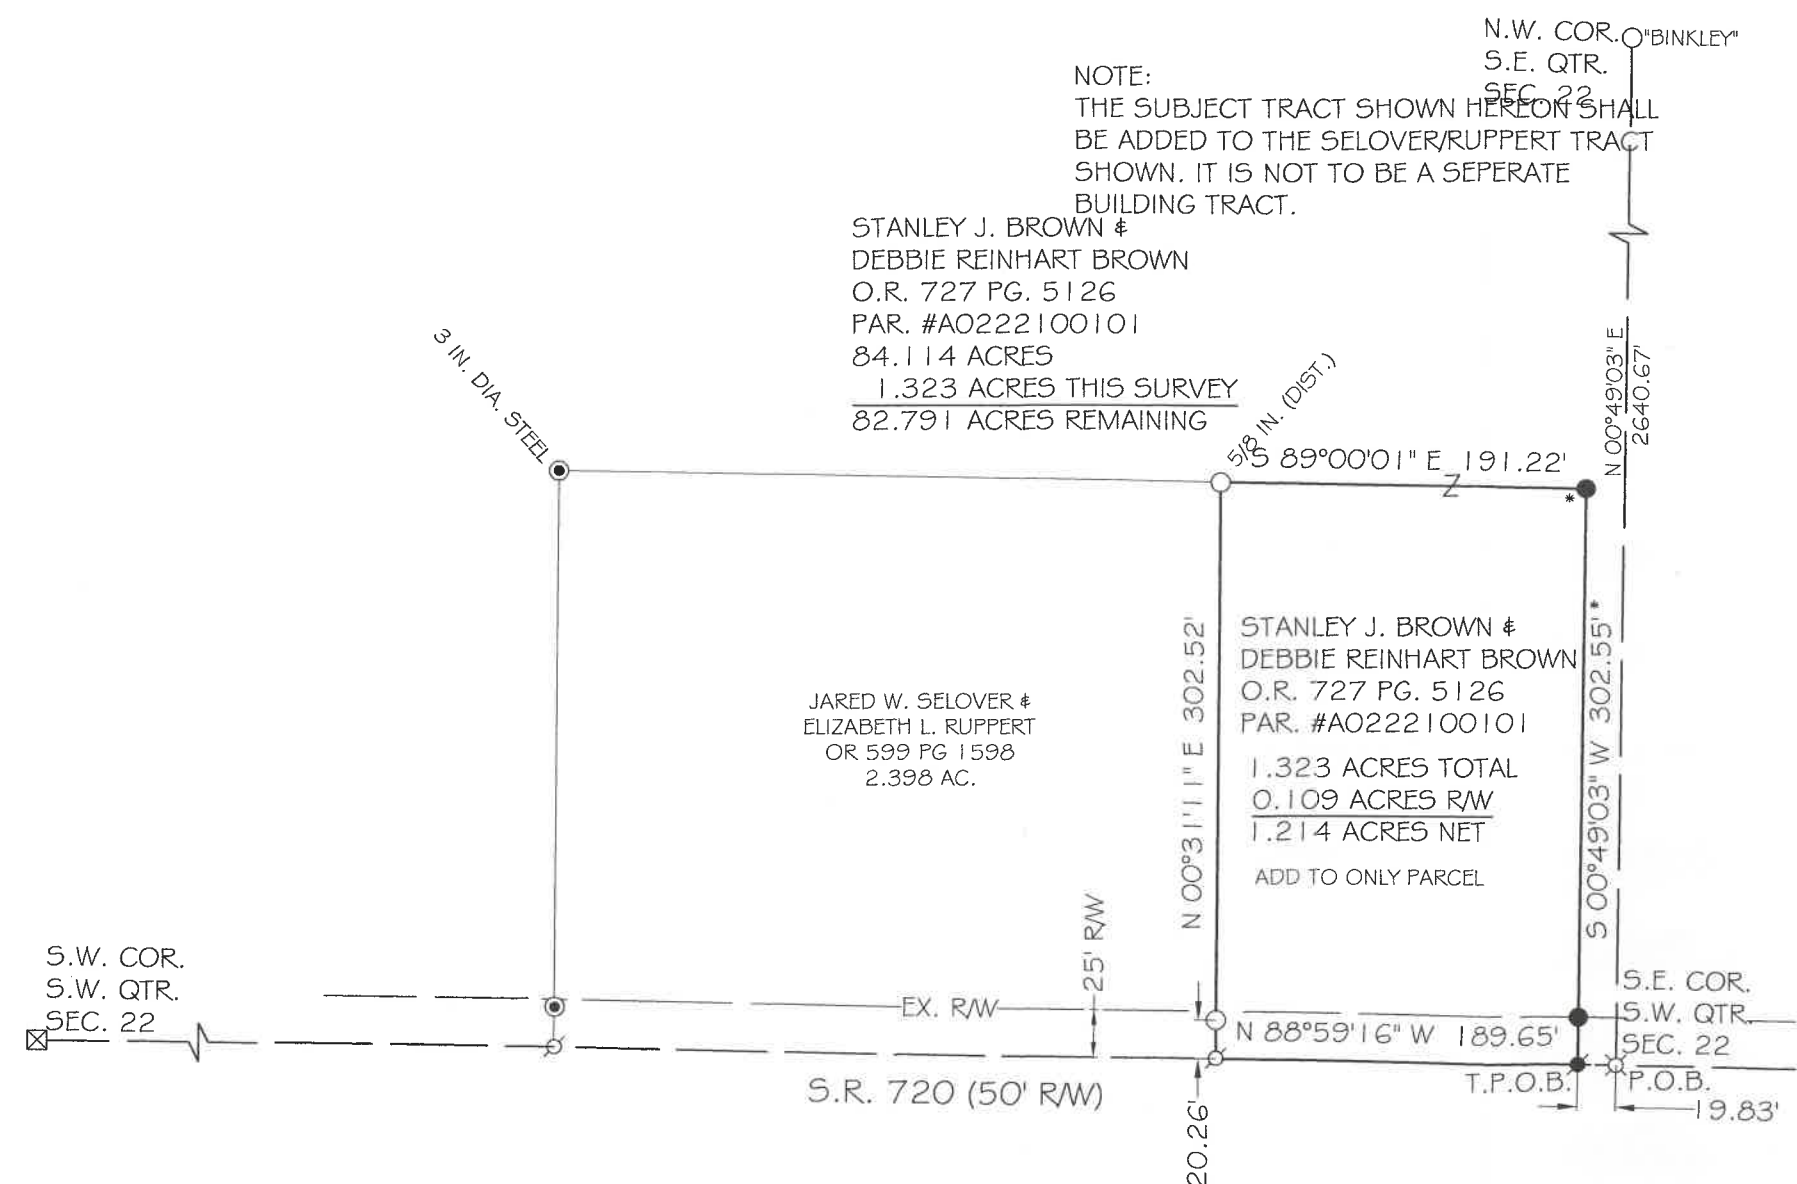 N.W. COR.
S.E. QTR.
SEC. 22
"BINKLEY"
NOTE:
THE SUBJECT TRACT SHOWN HEREON SHALL
BE ADDED TO THE SELOVER/RUPPERT TRACT
SHOWN. IT IS NOT TO BE A SEPERATE
BUILDING TRACT.
STANLEY J. BROWN &
DEBBIE REINHART BROWN
O.R. 727 PG. 5126
PAR. #A0222100101
84.114 ACRES
1.323 ACRES THIS SURVEY
82.791 ACRES REMAINING
3 IN. DIA. STEEL
5/8 IN. (DIST.)
S 89°00'01" E 191.22'
Z
*
N 00°49'03" E
2640.67'
JARED W. SELOVER &
ELIZABETH L. RUPPERT
OR 599 PG 1598
2.398 AC.
N 00°31'11" E 302.52'
STANLEY J. BROWN &
DEBBIE REINHART BROWN
O.R. 727 PG. 5126
PAR. #A0222100101
1.323 ACRES TOTAL
0.109 ACRES R/W
1.214 ACRES NET
ADD TO ONLY PARCEL
S 00°49'03" W 302.55' *
S.W. COR.
S.W. QTR.
SEC. 22
EX. R/W
25' R/W
N 88°59'16" W 189.65'
S.E. COR.
S.W. QTR.
SEC. 22
T.P.O.B.
P.O.B.
S.R. 720 (50' R/W)
20.26'
19.83'